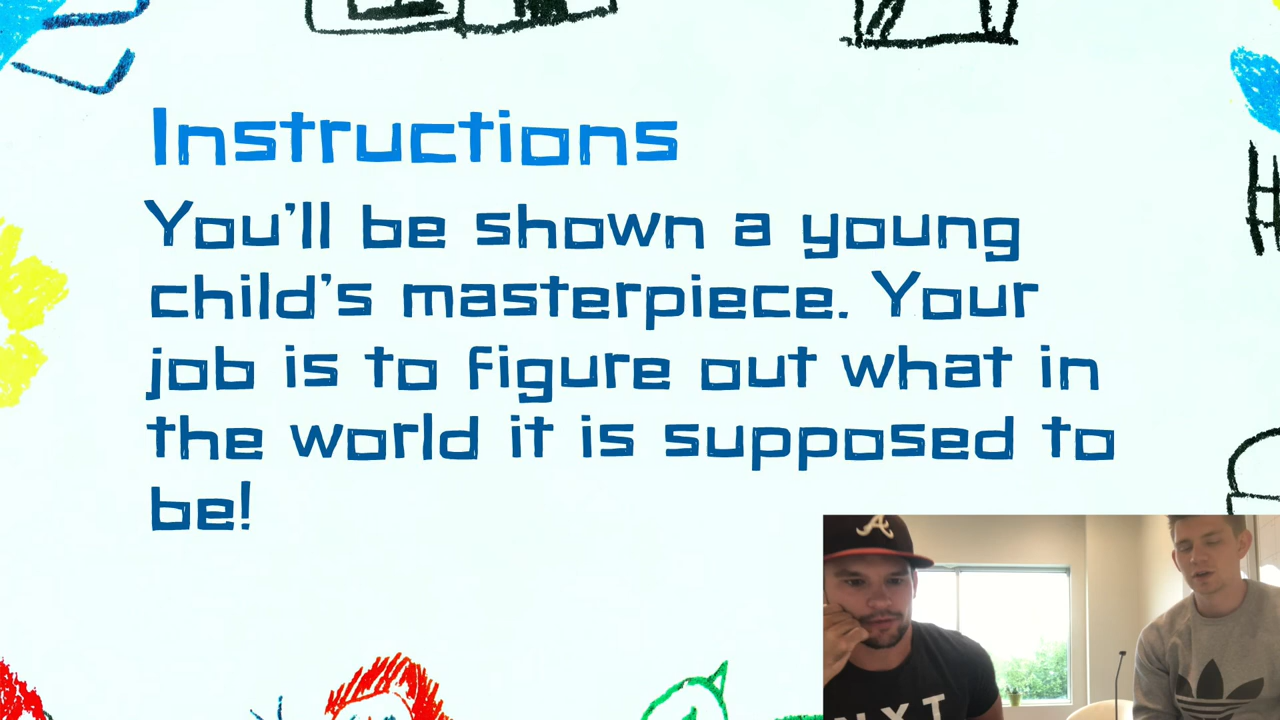 Instructions
You'll be shown a young
child's masterpiece. Your
job is to figure out what in
the world it is supposed to
be!
A
NXT